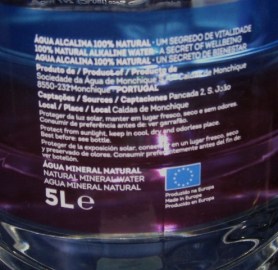 ÁGUA ALCALINA 100% NATURAL · UM SEGREDO DE VITALIDADE
100% NATURAL ALKALINE WATER · A SECRET OF WELLBEING
AGUA ALCALINA 100% NATURAL · UN SECRETO DE BIENESTAR
Produto de / Product of / Producto de
Sociedade da Água de Monchique
8550-232 Monchique PORTUGAL
Captações / Sources / Captaciones Pancada 2, S. João
Local / Place / Local Caldas de Monchique
Proteger da luz solar, manter em lugar fresco, seco e sem odores.
Consumir de preferência antes de: ver garrafão.
Protect from sunlight, keep in cool, dry and odorless place.
Best before: see bottle.
Proteger de la exposición solar, conservar en un lugar fresco, seco
y preservado de olores. Consumir preferentemente antes del fin de:
ver botellón.
ÁGUA MINERAL NATURAL
NATURAL MINERAL WATER
AGUA MINERAL NATURAL
5L e
Produzido na Europa
Made in Europe
Producido en Europa